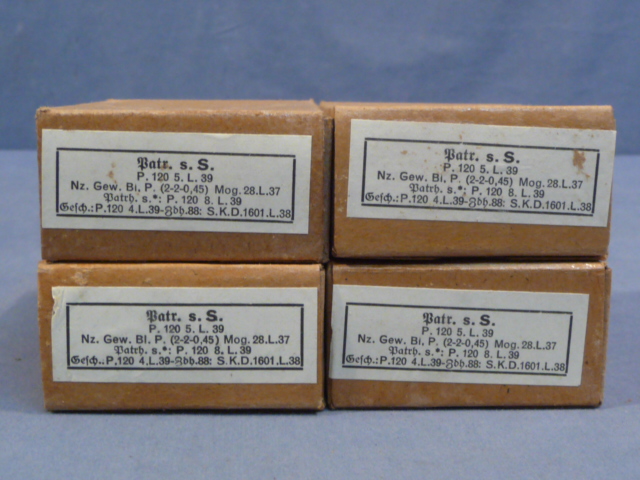 Patr. s. S.
P. 120 5. L. 39
Nz. Gew. Bl. P. (2-2-0,45) Mog. 28.L.37
Patrh. s.*: P. 120 8. L. 39
Gesch.: P.120 4.L.39-Zdh.88: S.K.D.1601.L.38
Patr. s. S.
P. 120 5. L. 39
Nz. Gew. Bl. P. (2-2-0,45) Mog. 28.L.37
Patrh. s.*: P. 120 8. L. 39
Gesch.: P.120 4.L.39-Zdh.88: S.K.D.1601.L.38
Patr. s. S.
P. 120 5. L. 39
Nz. Gew. Bl. P. (2-2-0,45) Mog. 28.L.37
Patrh. s.*: P. 120 8. L. 39
Gesch.: P.120 4.L.39-Zdh.88: S.K.D.1601.L.38
Patr. s. S.
P. 120 5. L. 39
Nz. Gew. Bl. P. (2-2-0,45) Mog. 28.L.37
Patrh. s.*: P. 120 8. L. 39
Gesch.: P.120 4.L.39-Zdh.88: S.K.D.1601.L.38